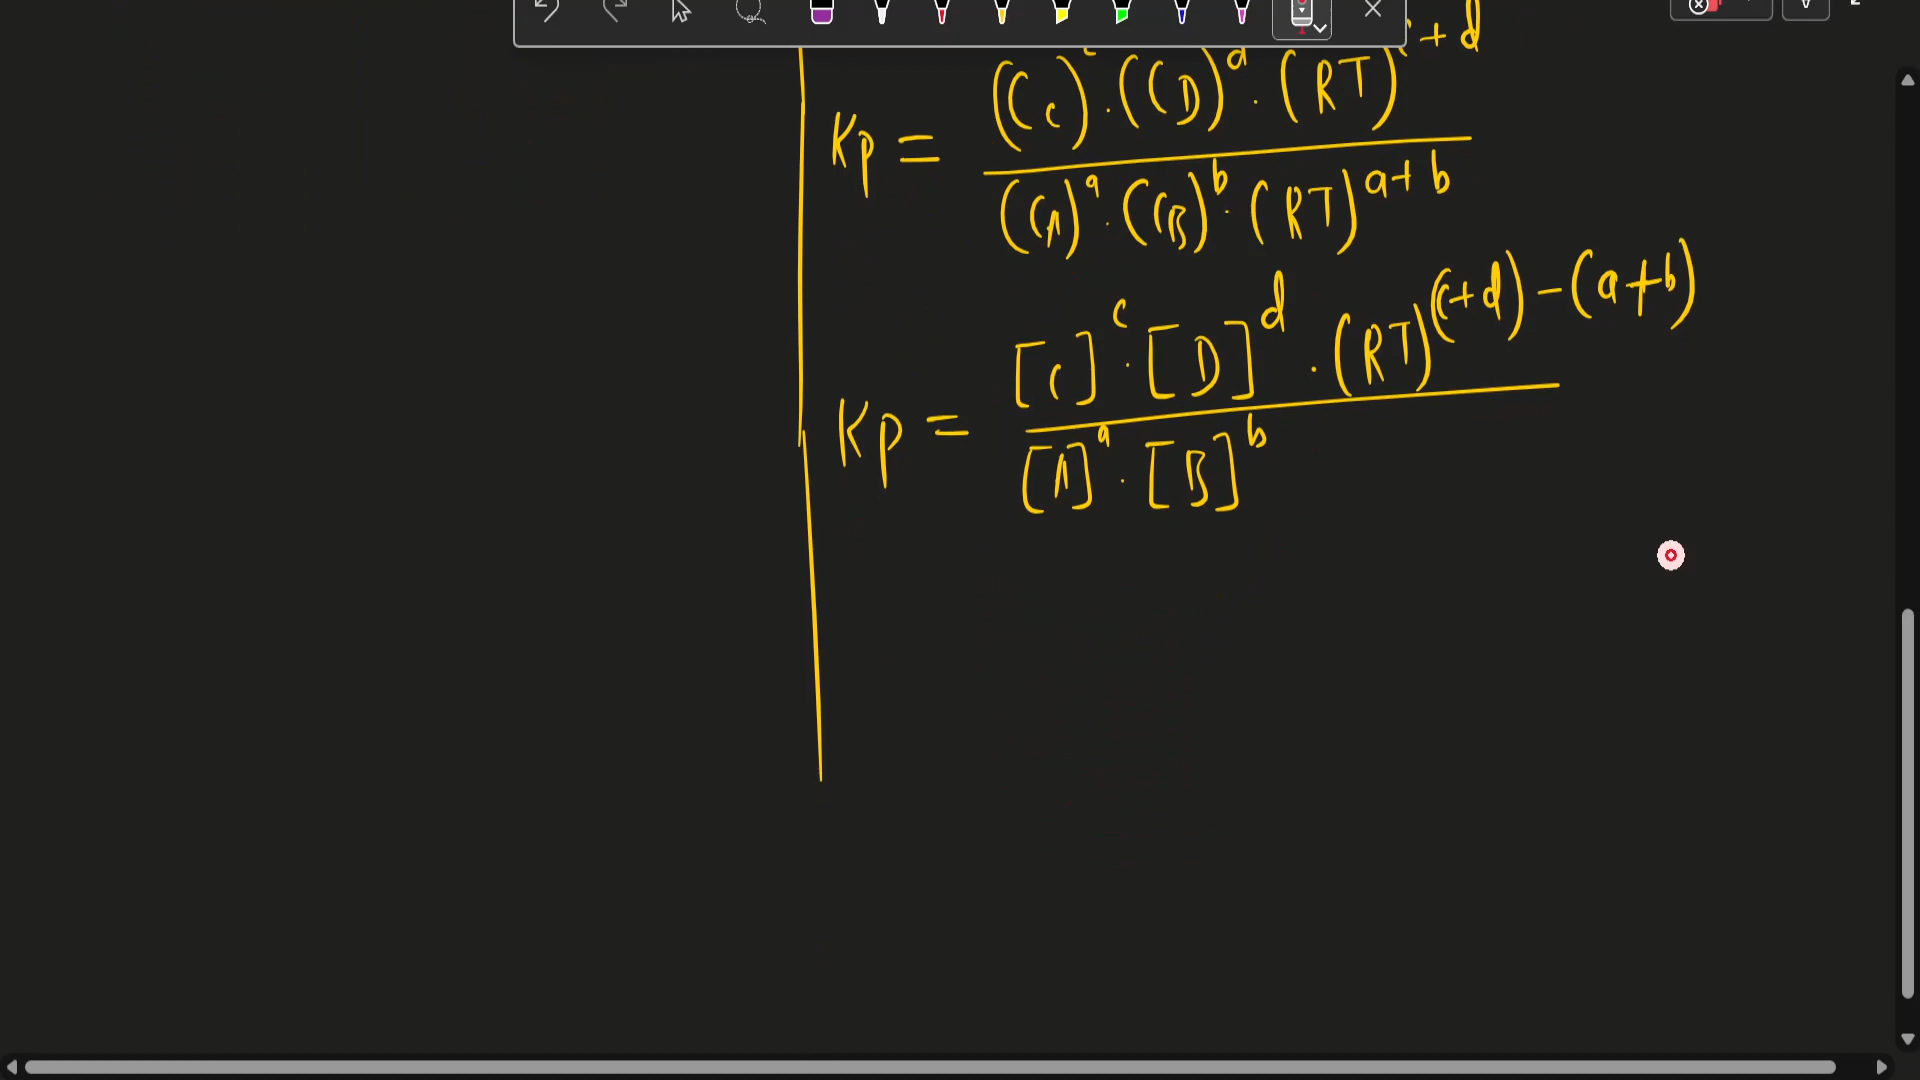 Kp = (C_C)^c · (C_D)^d · (RT)^c+d / (C_A)^a · (C_B)^b · (RT)^a+b
Kp = [C]^c · [D]^d · (RT)^(c+d)-(a+b) / [A]^a · [B]^b